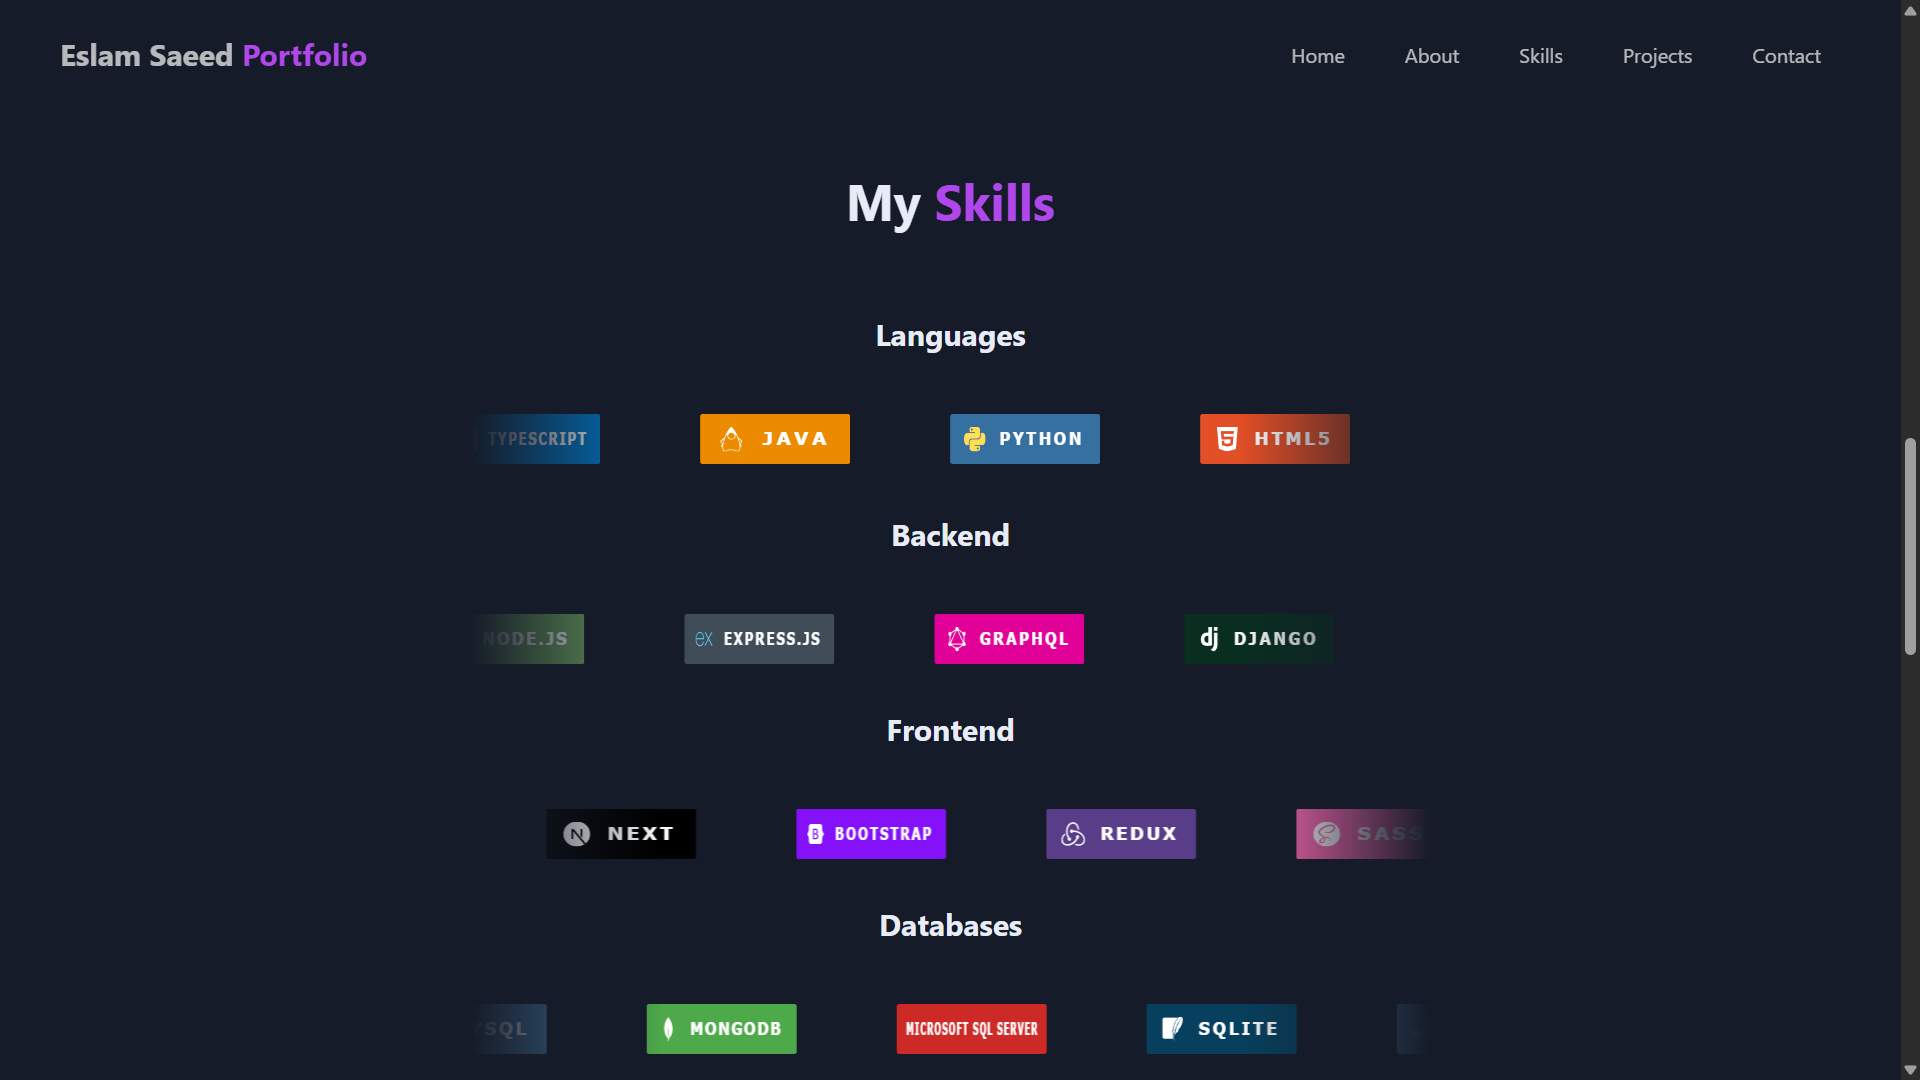 Eslam Saeed Portfolio
Home About Skills Projects Contact
My Skills
Languages
TYPESCRIPT JAVA PYTHON HTML5
Backend
NODE.JS EXPRESS.JS GRAPHQL DJANGO
Frontend
NEXT BOOTSTRAP REDUX SASS
Databases
YSQL MONGODB MICROSOFT SQL SERVER SQLITE